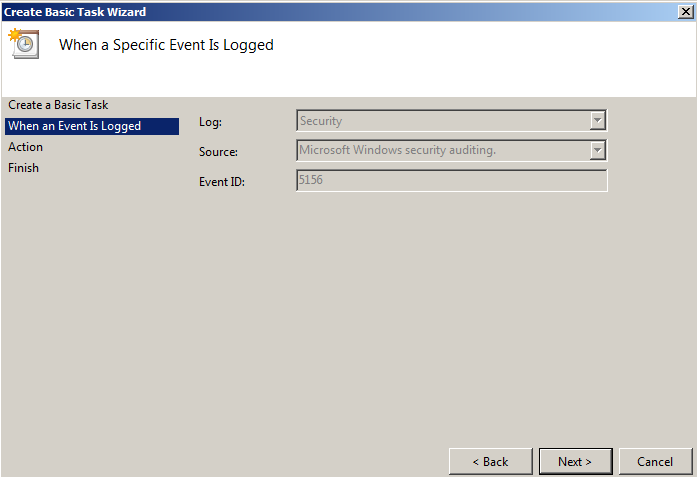 Create Basic Task Wizard
When a Specific Event Is Logged
Create a Basic Task
When an Event Is Logged
Action
Finish
Log: Security
Source: Microsoft Windows security auditing.
Event ID: 5156
< Back Next > Cancel